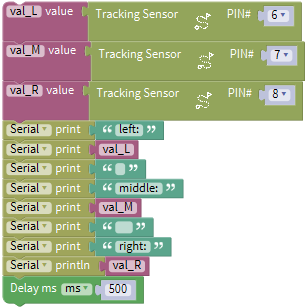 val_L value Tracking Sensor PIN# 6
val_M value Tracking Sensor PIN# 7
val_R value Tracking Sensor PIN# 8
Serial print “ left: ”
Serial print val_L
Serial print “ ”
Serial print “ middle: ”
Serial print val_M
Serial print “ ”
Serial print “ right: ”
Serial println val_R
Delay ms ms 500